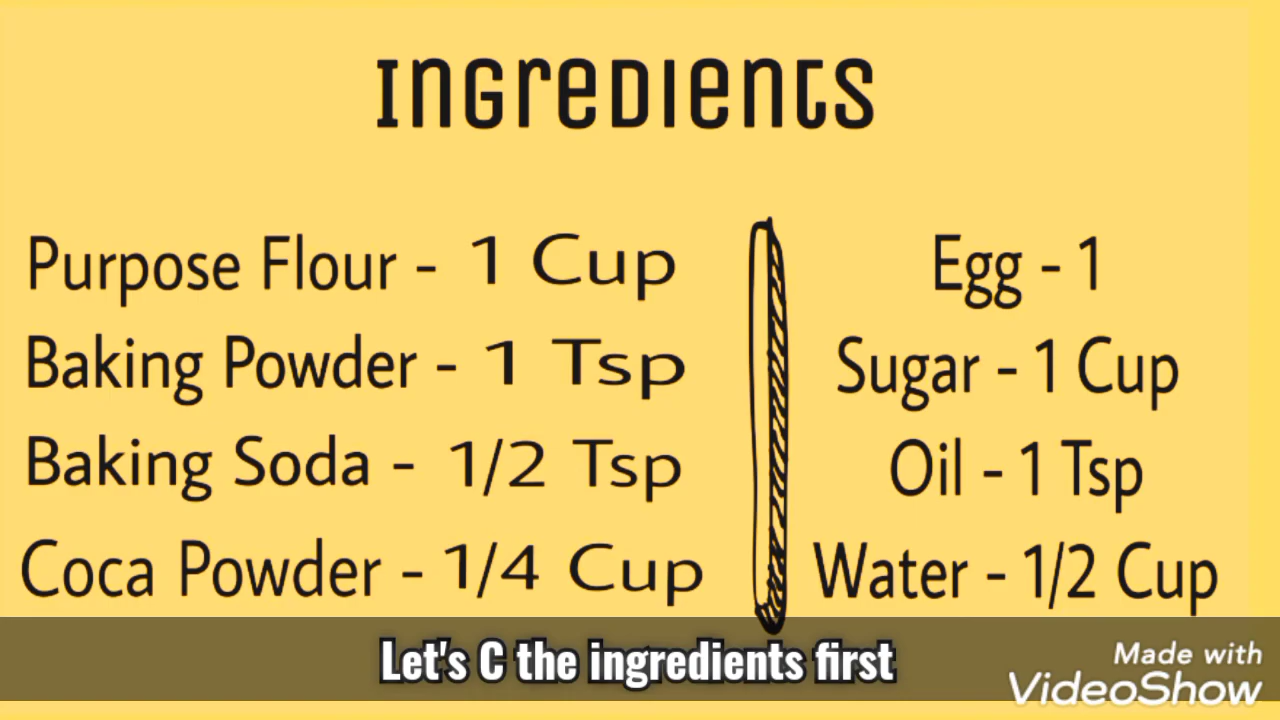 Ingredients
Purpose Flour - 1 Cup
Baking Powder - 1 Tsp
Baking Soda - 1/2 Tsp
Coca Powder - 1/4 Cup
Egg - 1
Sugar - 1 Cup
Oil - 1 Tsp
Water - 1/2 Cup
Let's C the ingredients first
Made with
VideoShow